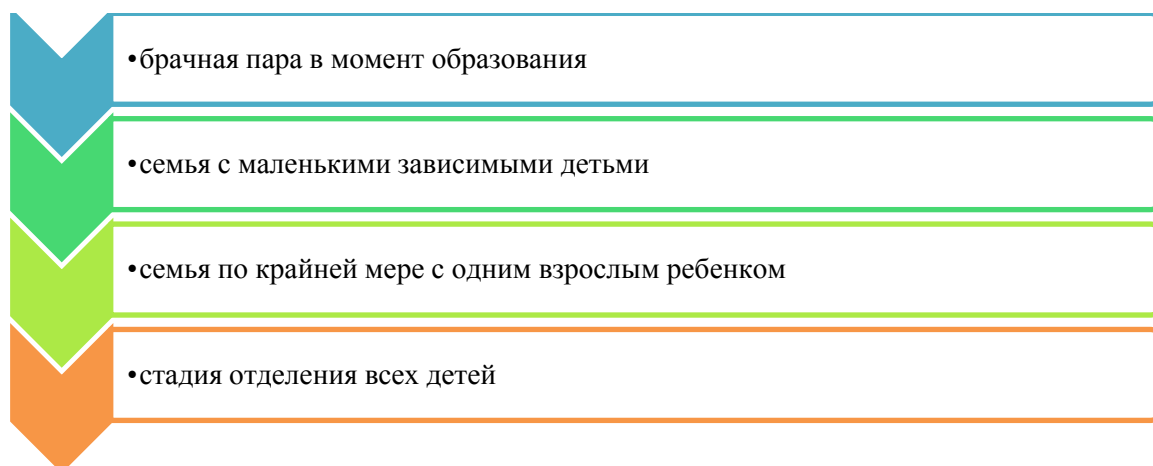 •брачная пара в момент образования
•семья с маленькими зависимыми детьми
•семья по крайней мере с одним взрослым ребенком
•стадия отделения всех детей